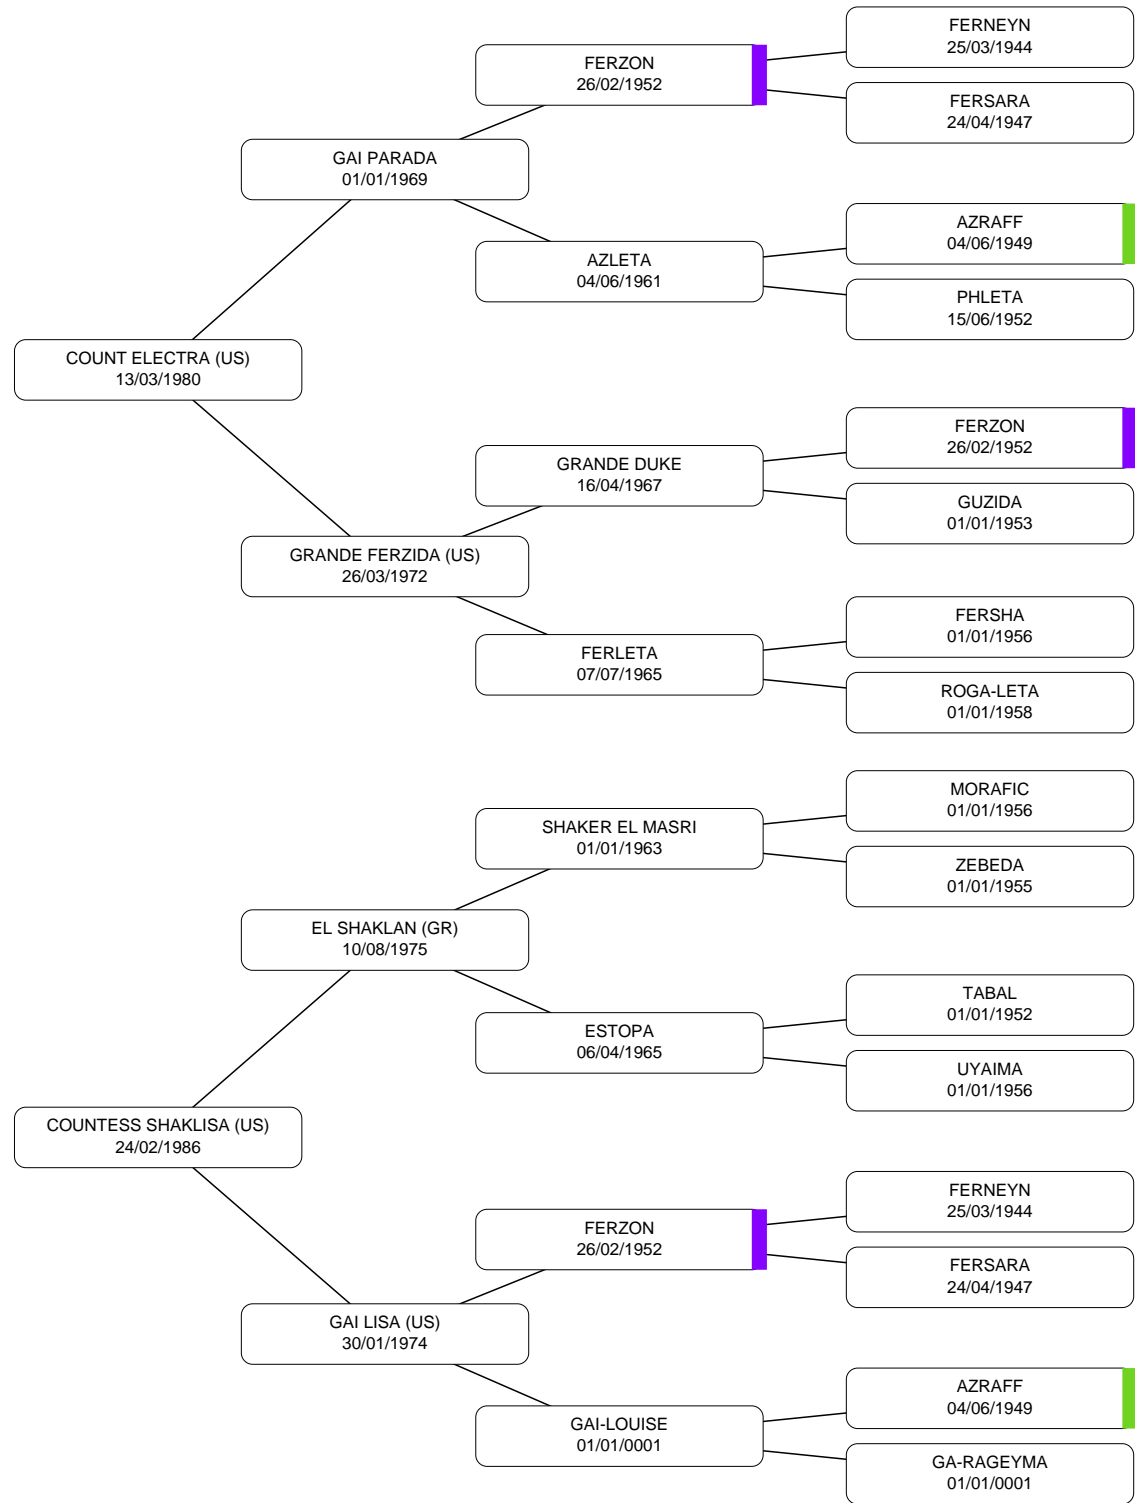 FERNEYN
25/03/1944
FERZON
26/02/1952
FERSARA
24/04/1947
GAI PARADA
01/01/1969
AZRAFF
04/06/1949
AZLETA
04/06/1961
PHLETA
15/06/1952
COUNT ELECTRA (US)
13/03/1980
FERZON
26/02/1952
GRANDE DUKE
16/04/1967
GUZIDA
01/01/1953
GRANDE FERZIDA (US)
26/03/1972
FERSHA
01/01/1956
FERLETA
07/07/1965
ROGA-LETA
01/01/1958
MORAFIC
01/01/1956
SHAKER EL MASRI
01/01/1963
ZEBEDA
01/01/1955
EL SHAKLAN (GR)
10/08/1975
TABAL
01/01/1952
ESTOPA
06/04/1965
UYAIMA
01/01/1956
COUNTESS SHAKLISA (US)
24/02/1986
FERNEYN
25/03/1944
FERZON
26/02/1952
FERSARA
24/04/1947
GAI LISA (US)
30/01/1974
AZRAFF
04/06/1949
GAI-LOUISE
01/01/0001
GA-RAGEYMA
01/01/0001